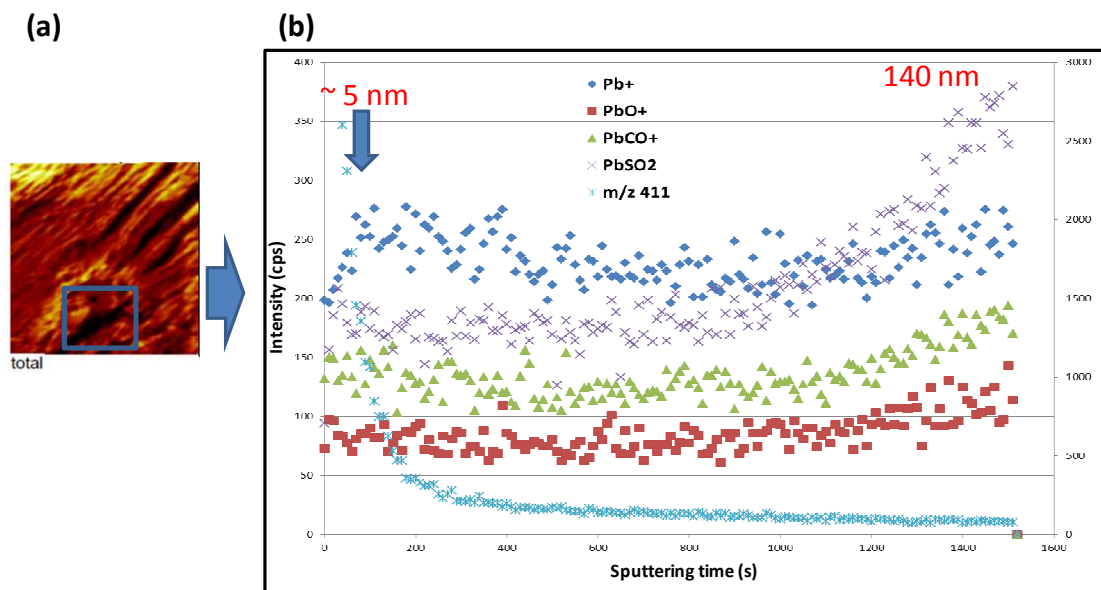 (a)
(b)
total
Intensity (cps)
400
350
300
250
200
150
100
50
0
~ 5 nm
140 nm
Pb+
PbO+
PbCO+
PbSO2
m/z 411
3000
2500
2000
1500
1000
500
0
0 200 400 600 800 1000 1200 1400 1600
Sputtering time (s)